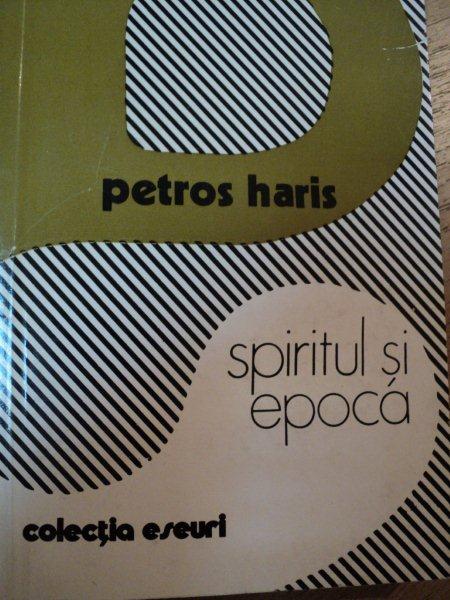 petros haris
spiritul și
epocă
colecția eseuri